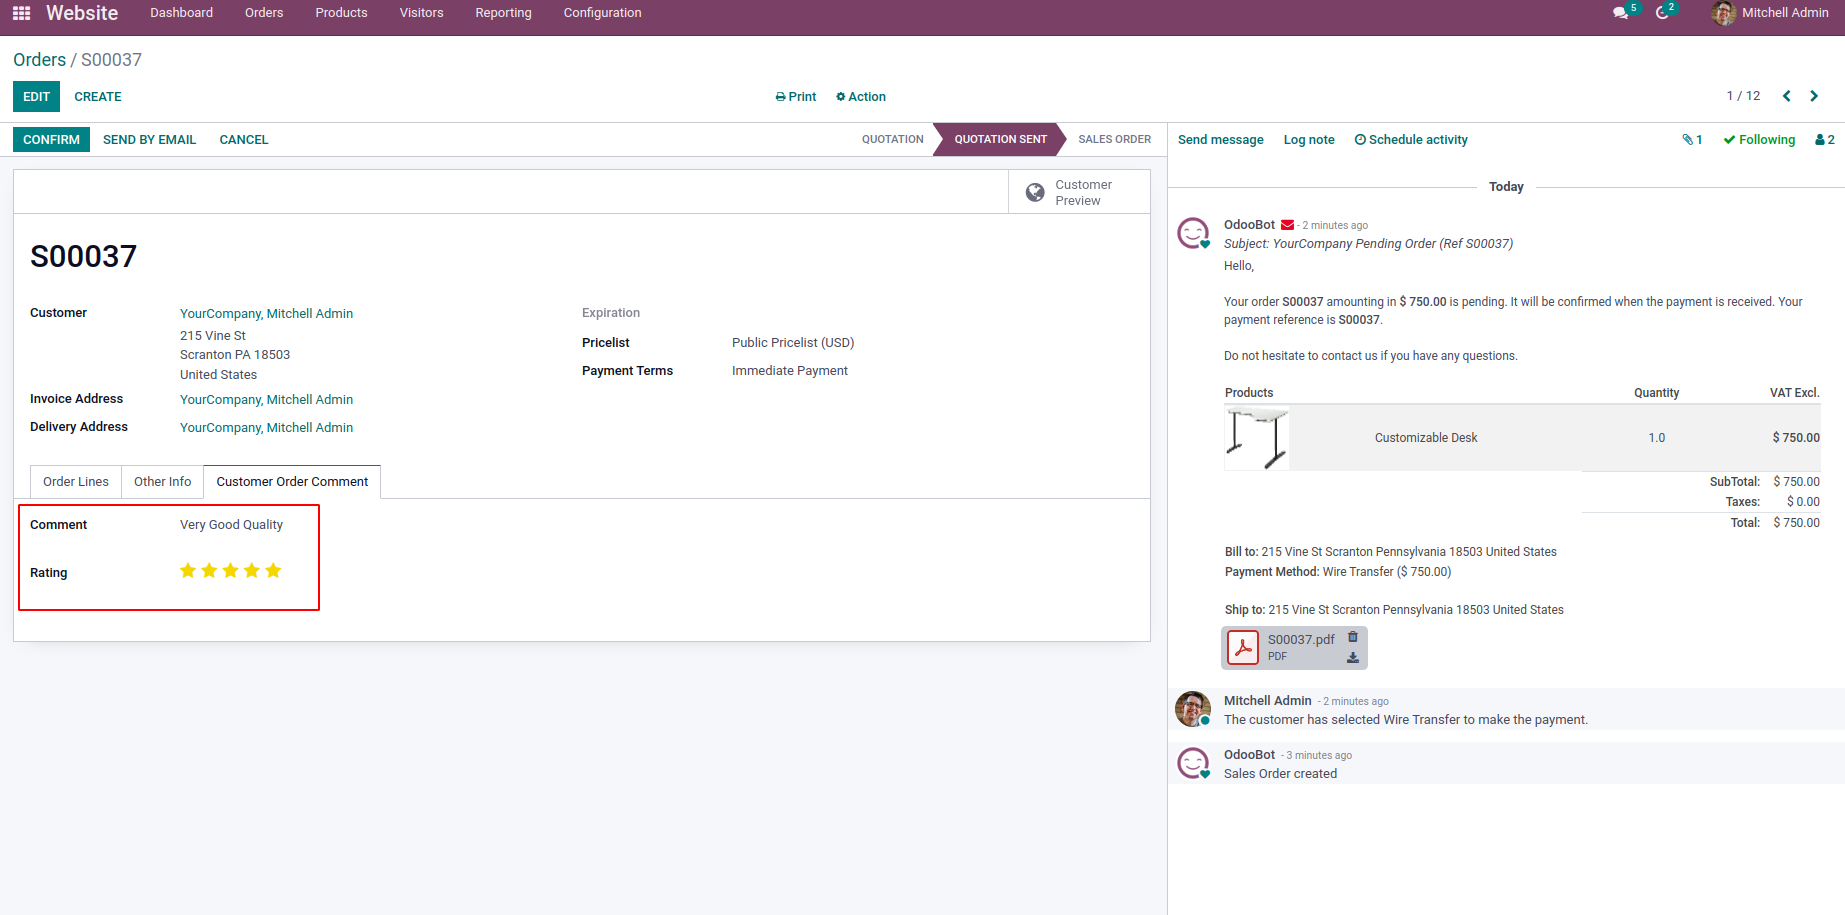 Website Dashboard Orders Products Visitors Reporting Configuration 5 2 Mitchell Admin
Orders / S00037
EDIT CREATE Print Action 1 / 12
CONFIRM SEND BY EMAIL CANCEL QUOTATION QUOTATION SENT SALES ORDER
Customer
Preview
S00037
Customer YourCompany, Mitchell Admin
215 Vine St
Scranton PA 18503
United States
Invoice Address YourCompany, Mitchell Admin
Delivery Address YourCompany, Mitchell Admin
Expiration
Pricelist Public Pricelist (USD)
Payment Terms Immediate Payment
Order Lines Other Info Customer Order Comment
Comment Very Good Quality
Rating
Send message Log note Schedule activity 1 Following 2
Today
OdooBot - 2 minutes ago
Subject: YourCompany Pending Order (Ref S00037)
Hello,
Your order S00037 amounting in $ 750.00 is pending. It will be confirmed when the payment is received. Your
payment reference is S00037.
Do not hesitate to contact us if you have any questions.
Products Quantity VAT Excl.
Customizable Desk 1.0 $ 750.00
SubTotal: $ 750.00
Taxes: $ 0.00
Total: $ 750.00
Bill to: 215 Vine St Scranton Pennsylvania 18503 United States
Payment Method: Wire Transfer ($ 750.00)
Ship to: 215 Vine St Scranton Pennsylvania 18503 United States
S00037.pdf
PDF
Mitchell Admin - 2 minutes ago
The customer has selected Wire Transfer to make the payment.
OdooBot - 3 minutes ago
Sales Order created